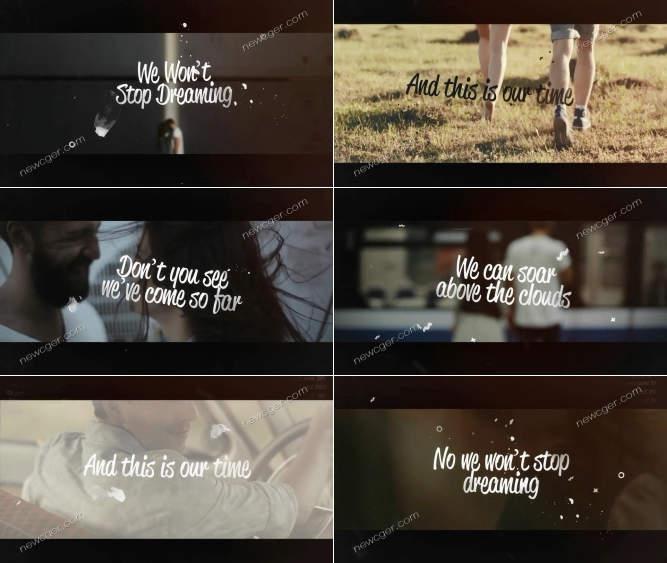 newcger.com
We Won't
Stop Dreaming
newcger.com
newcger.com
And this is our time
newcger.com
newcger.com
Don't you see
we've come so far
newcger.com
newcger.com
We can soar
above the clouds
newcger.com
newcger.com
And this is our time
newcger.com
newcger.com
No we won't stop
dreaming
newcger.com